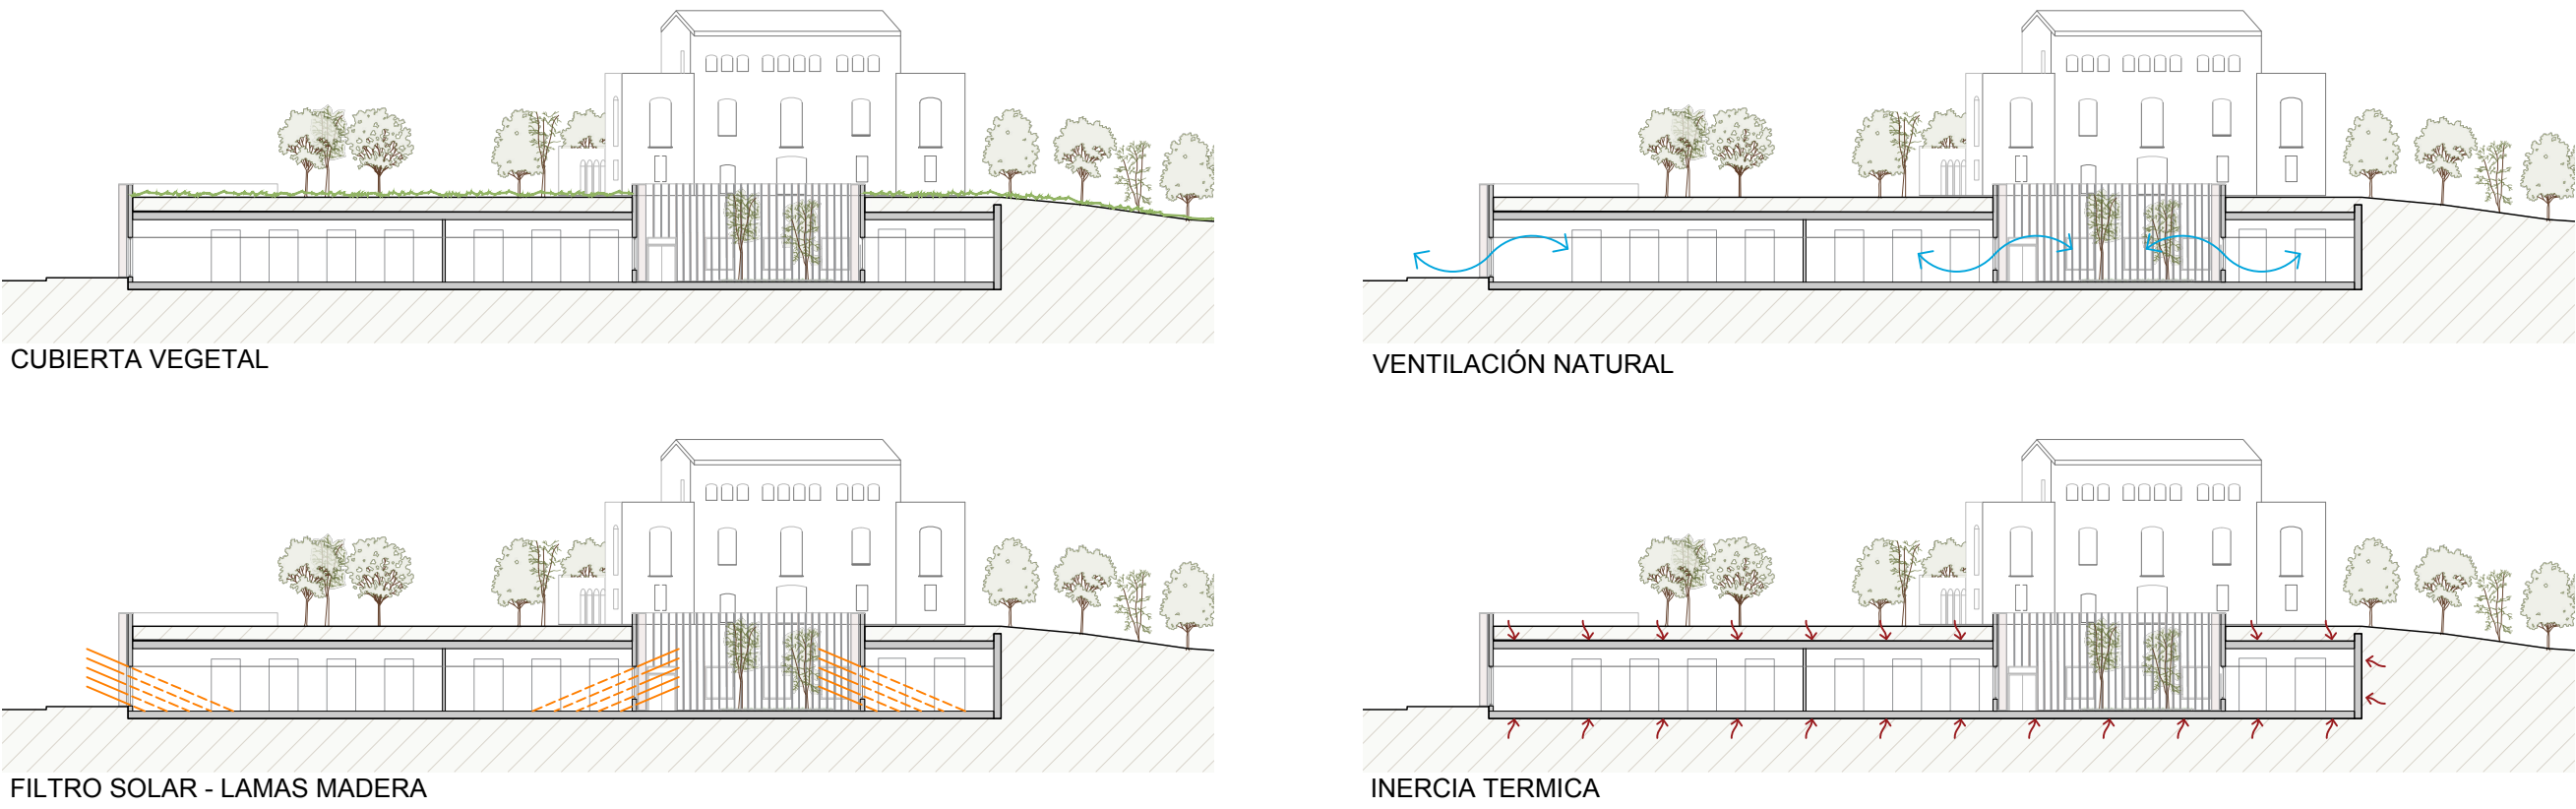 CUBIERTA VEGETAL
VENTILACIÓN NATURAL
FILTRO SOLAR - LAMAS MADERA
INERCIA TERMICA